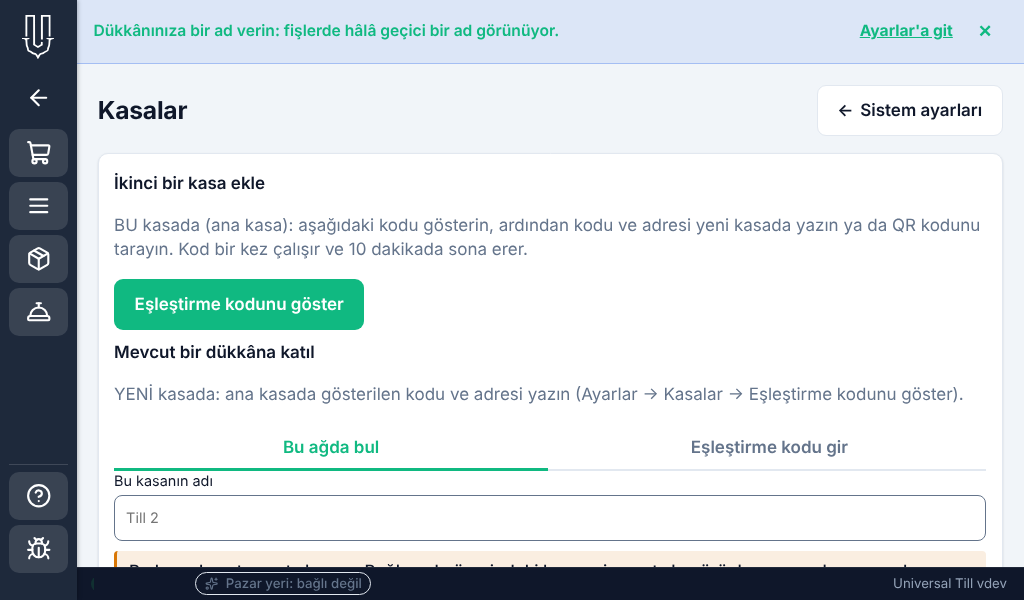 Dükkânınıza bir ad verin: fişlerde hâlâ geçici bir ad görünüyor.
Ayarlar'a git
Kasalar
Sistem ayarları
İkinci bir kasa ekle
BU kasada (ana kasa): aşağıdaki kodu gösterin, ardından kodu ve adresi yeni kasada yazın ya da QR kodunu
tarayın. Kod bir kez çalışır ve 10 dakikada sona erer.
Eşleştirme kodunu göster
Mevcut bir dükkâna katıl
YENİ kasada: ana kasada gösterilen kodu ve adresi yazın (Ayarlar → Kasalar → Eşleştirme kodunu göster).
Bu ağda bul
Eşleştirme kodu gir
Bu kasanın adı
Till 2
Pazar yeri: bağlı değil
Universal Till vdev